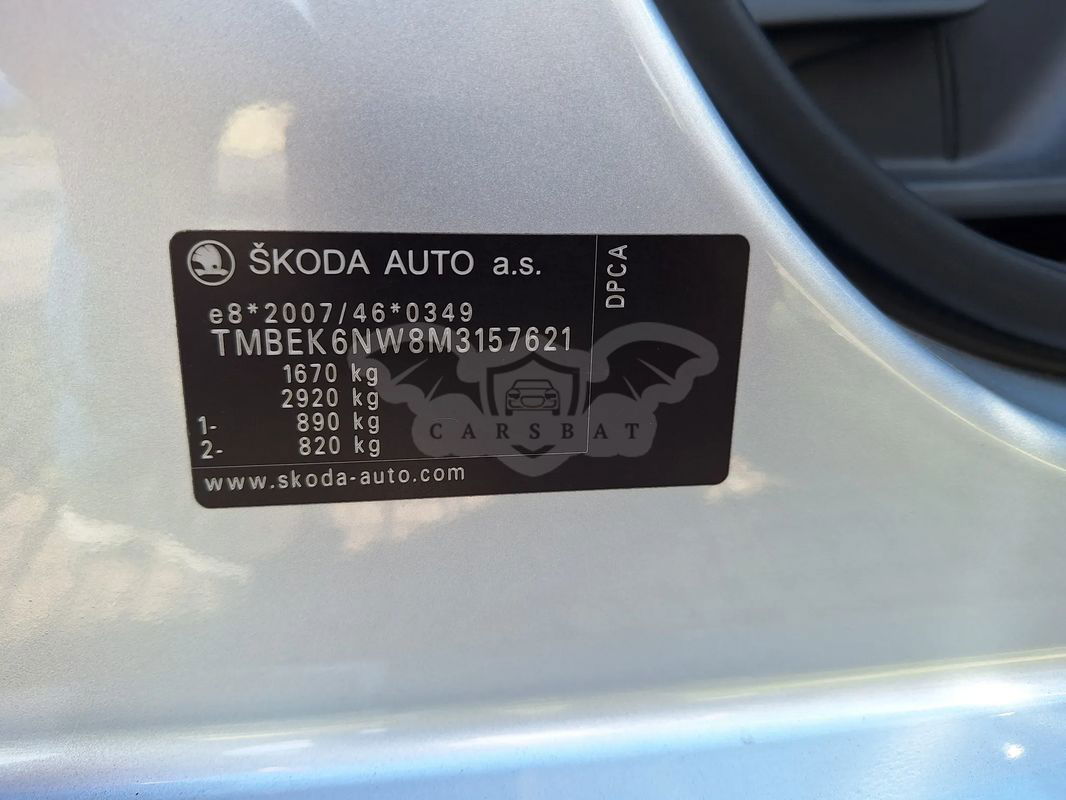 ŠKODA AUTO a.s.
DPCA
e8*2007/46*0349
TMBEK6NW8M3157621
1670 kg
2920 kg
1- 890 kg
2- 820 kg
CARSBAT
www.skoda-auto.com